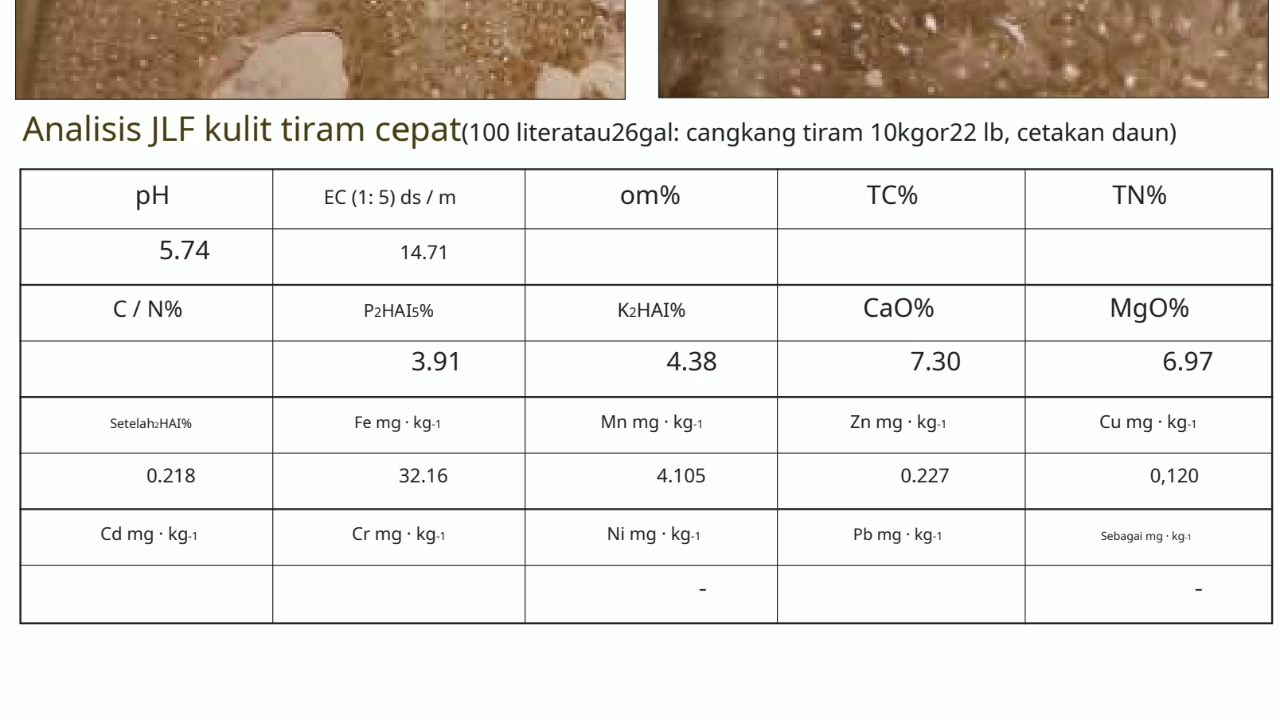 Analisis JLF kulit tiram cepat(100 literatau26gal: cangkang tiram 10kgor22 lb, cetakan daun)
pH EC (1: 5) ds / m om% TC% TN%
5.74 14.71
C / N% P2HAI5% K2HAI% CaO% MgO%
3.91 4.38 7.30 6.97
Setelah2HAI% Fe mg · kg-1 Mn mg · kg-1 Zn mg · kg-1 Cu mg · kg-1
0.218 32.16 4.105 0.227 0,120
Cd mg · kg-1 Cr mg · kg-1 Ni mg · kg-1 Pb mg · kg-1 Sebagai mg · kg-1
- -